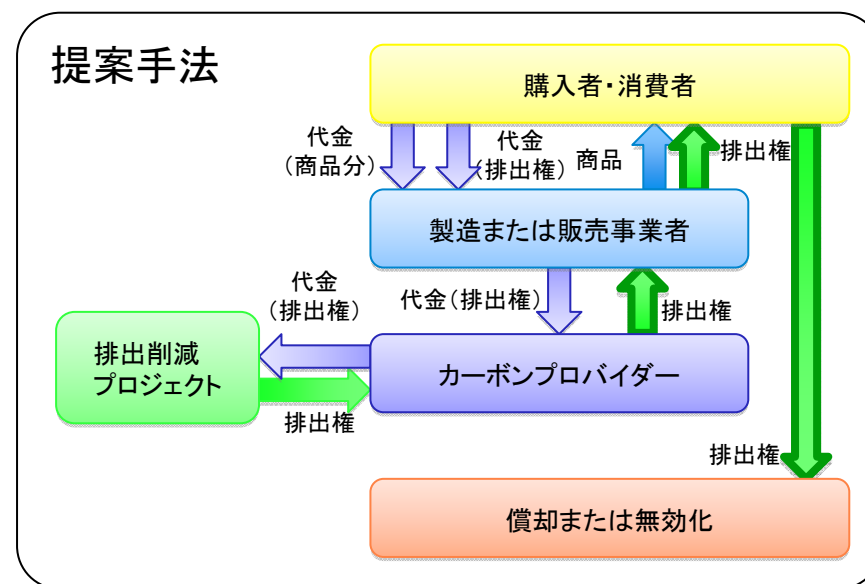 提案手法
購入者・消費者
代金
（商品分）
代金
（排出権）
商品
排出権
製造または販売事業者
代金
（排出権）
代金（排出権）
排出権
排出削減
プロジェクト
カーボンプロバイダー
排出権
排出権
償却または無効化